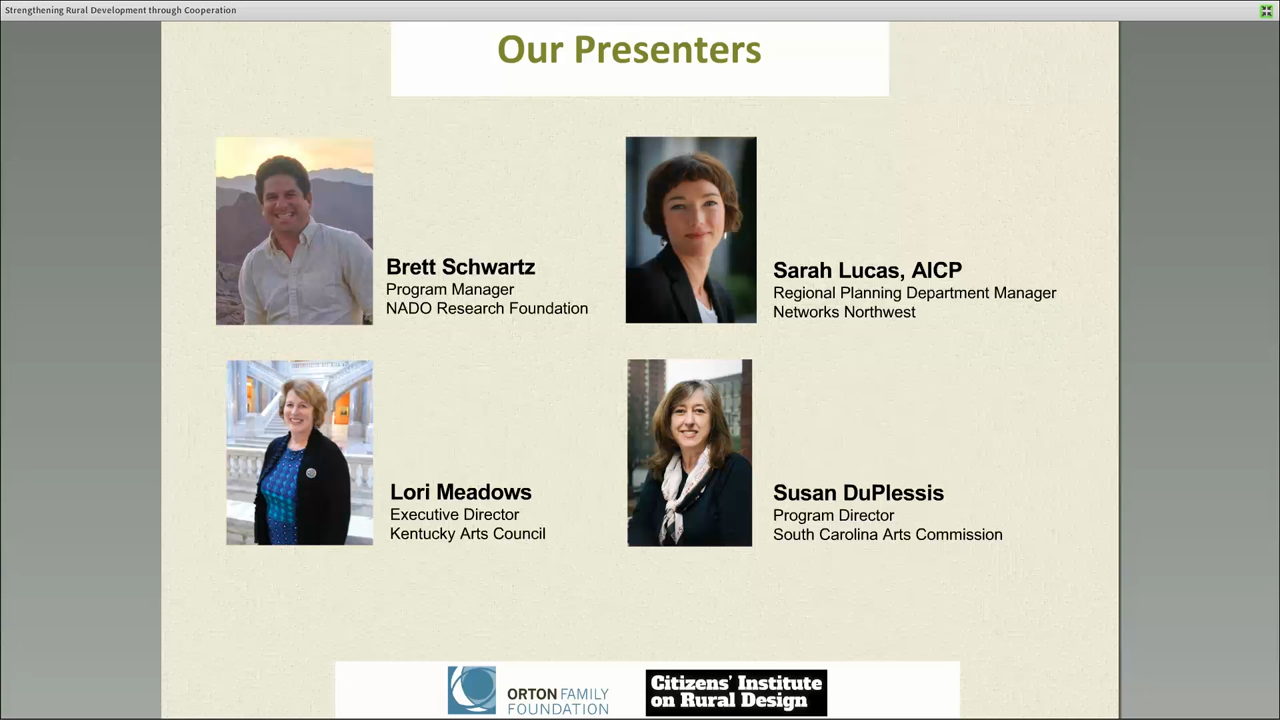 Strengthening Rural Development through Cooperation
Our Presenters
Brett Schwartz
Program Manager
NADO Research Foundation
Sarah Lucas, AICP
Regional Planning Department Manager
Networks Northwest
Lori Meadows
Executive Director
Kentucky Arts Council
Susan DuPlessis
Program Director
South Carolina Arts Commission
ORTON FAMILY
FOUNDATION
Citizens' Institute
on Rural Design